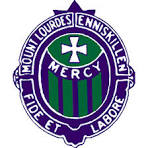 MOUNT LOURDES ENNISKILLEN
MERCY
FIDE ET LABORE